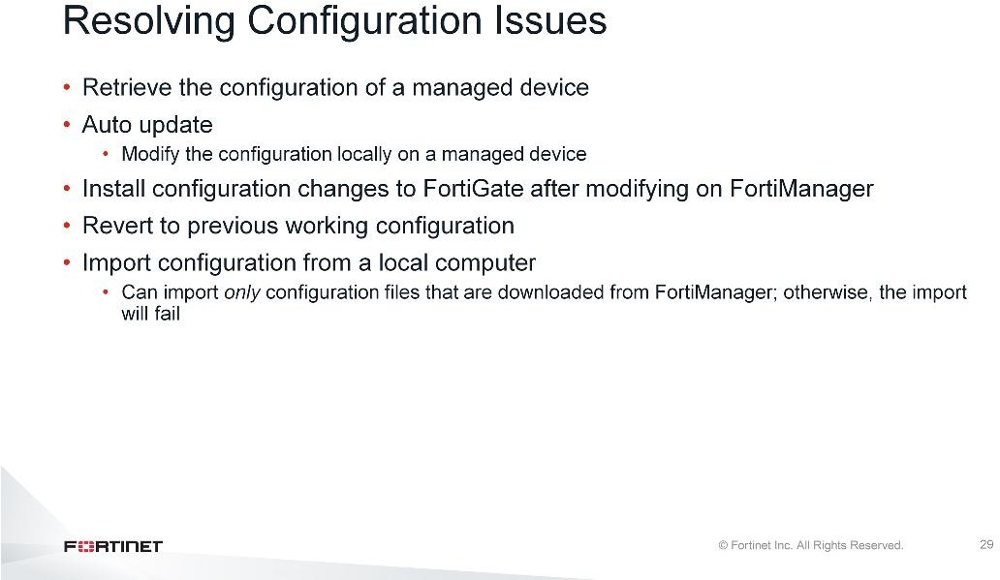 Resolving Configuration Issues
• Retrieve the configuration of a managed device
• Auto update
• Modify the configuration locally on a managed device
• Install configuration changes to FortiGate after modifying on FortiManager
• Revert to previous working configuration
• Import configuration from a local computer
• Can import only configuration files that are downloaded from FortiManager; otherwise, the import
will fail
FORTINET
© Fortinet Inc. All Rights Reserved.
29